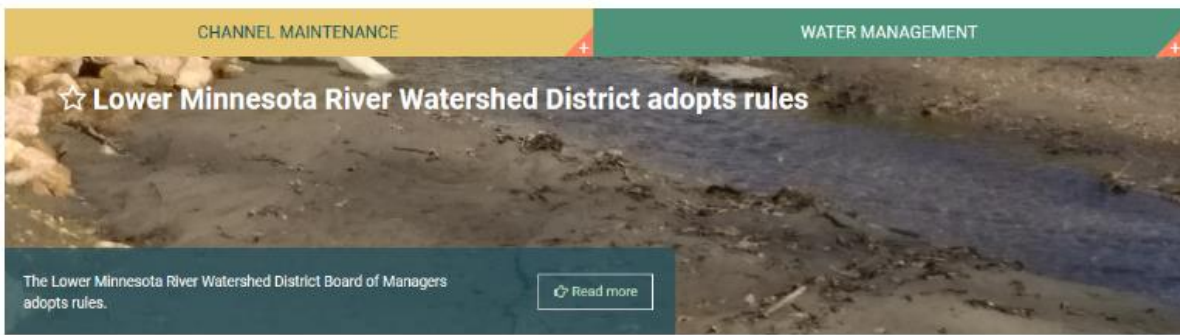 CHANNEL MAINTENANCE
WATER MANAGEMENT
Lower Minnesota River Watershed District adopts rules
The Lower Minnesota River Watershed District Board of Managers
adopts rules.
Read more